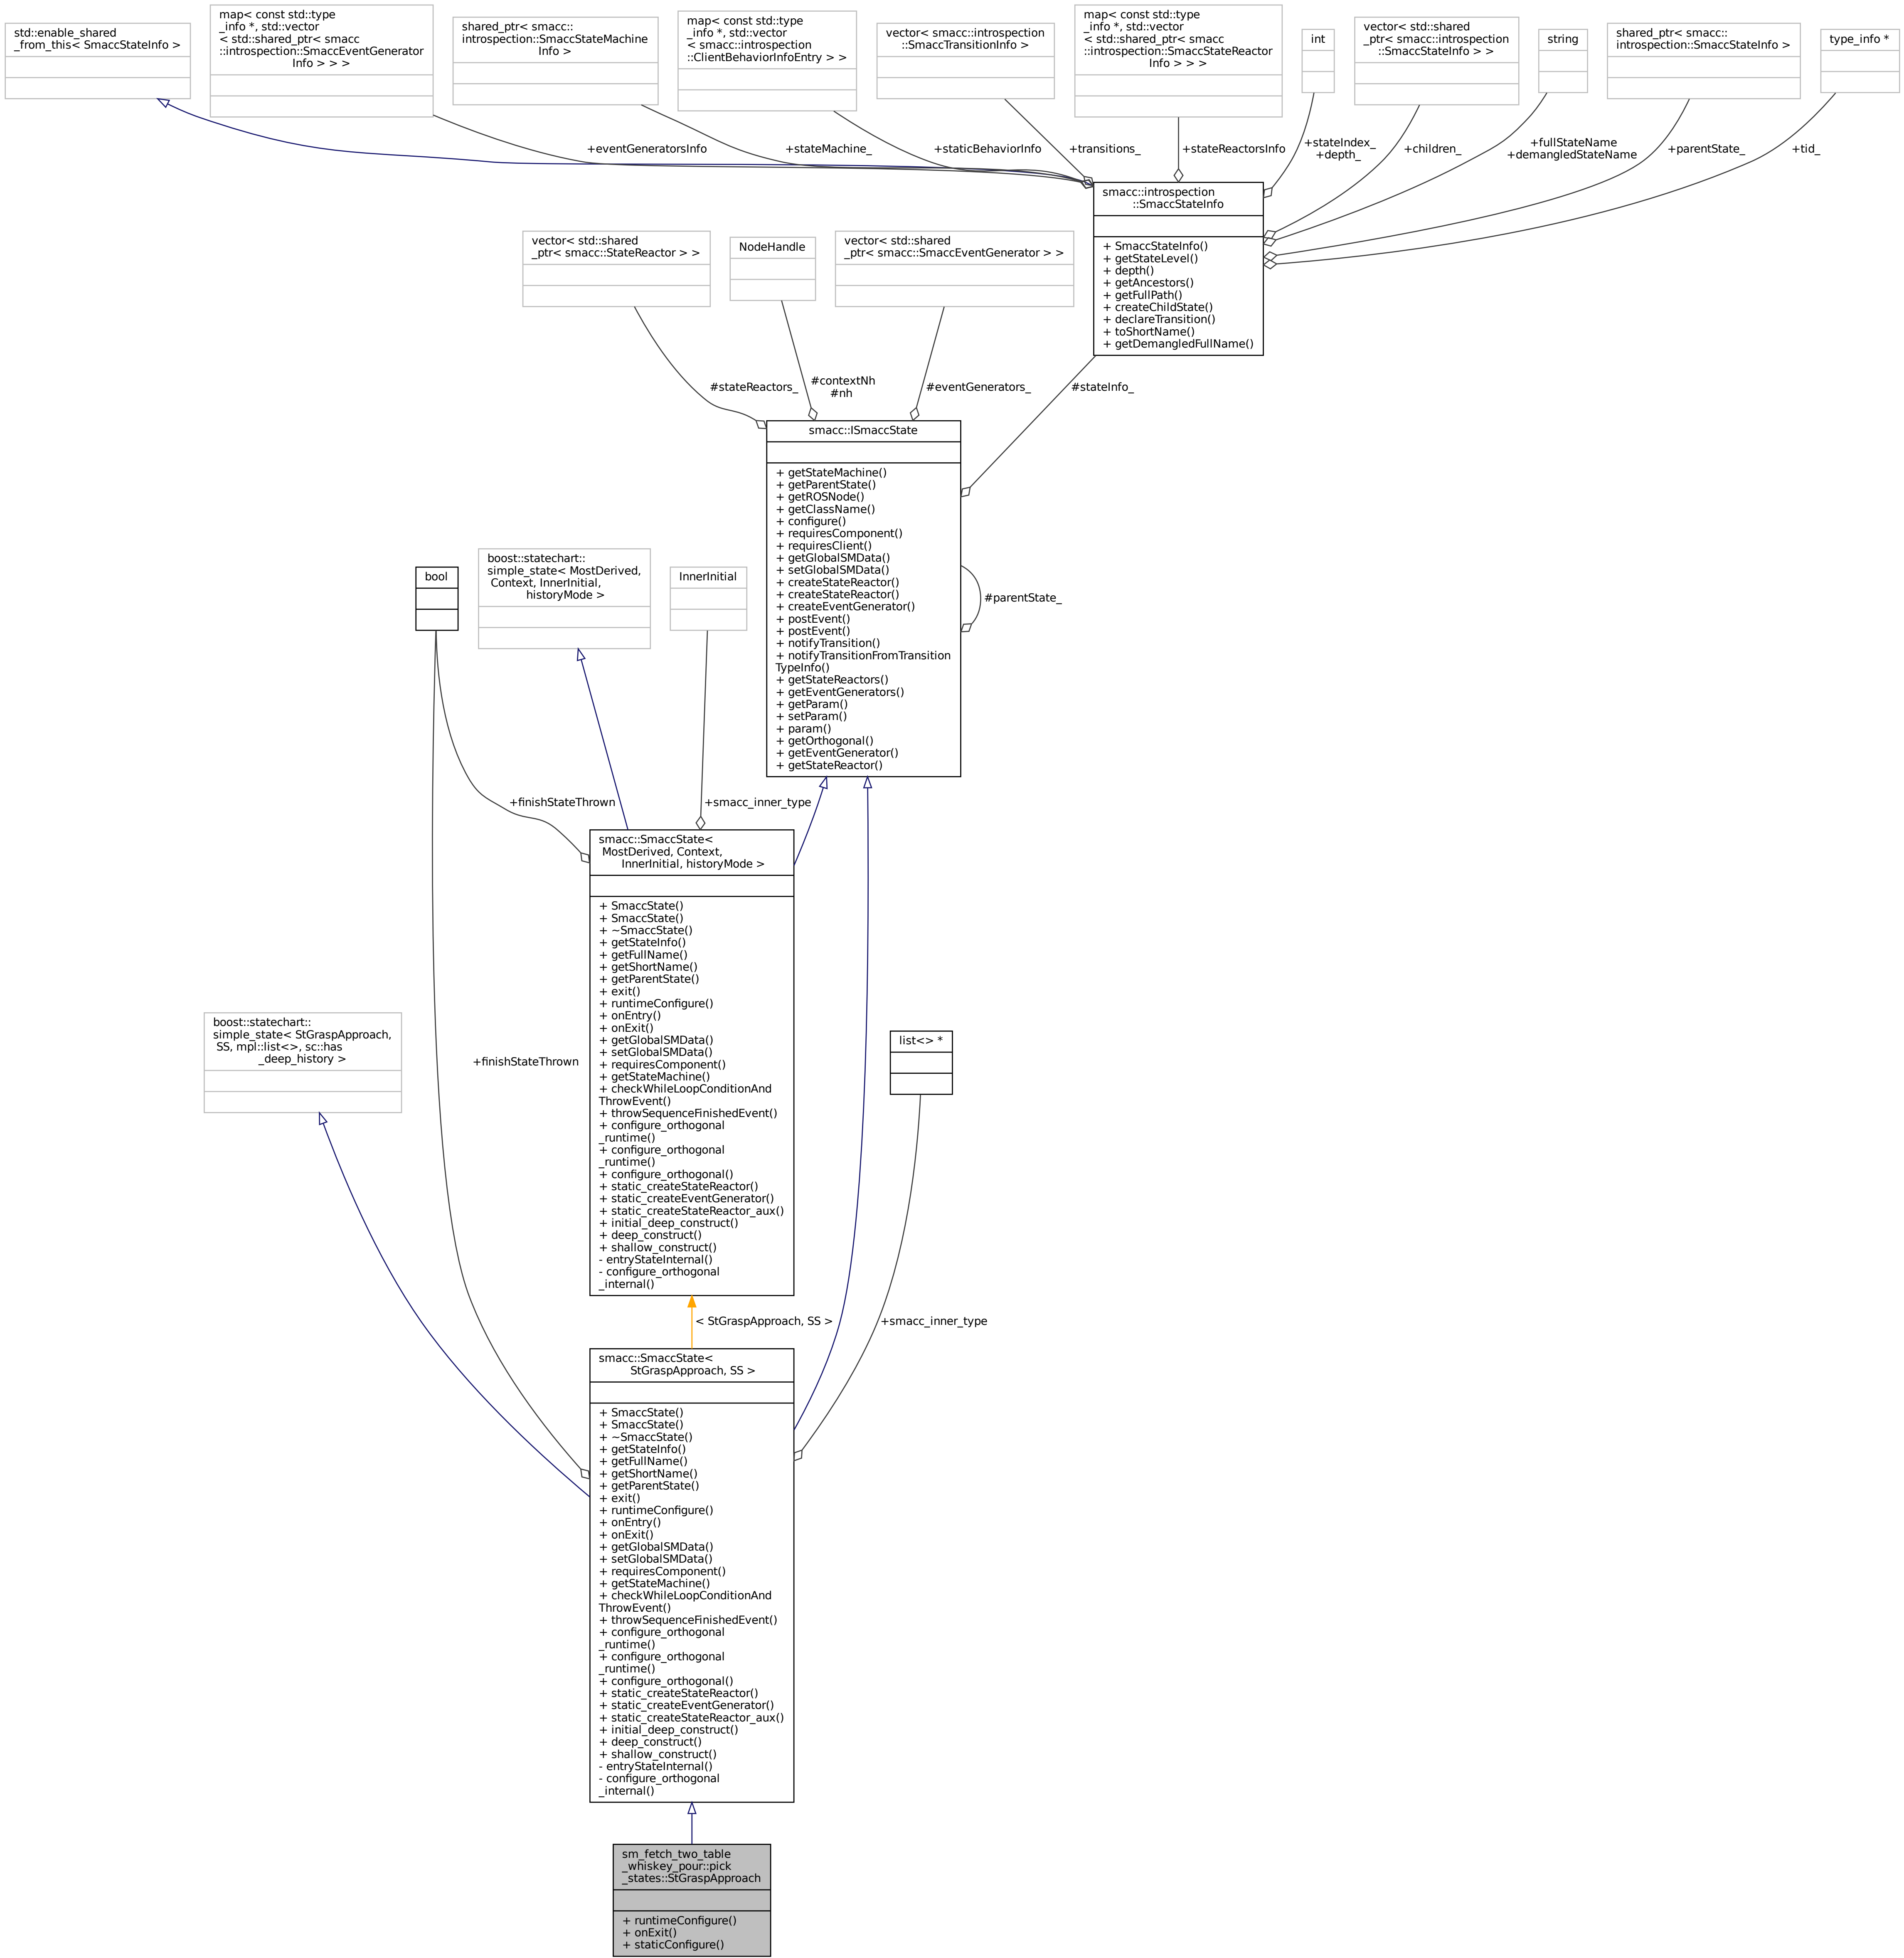 std::enable_shared
_from_this< SmaccStateInfo >
map< const std::type
_info *, std::vector
< std::shared_ptr< smacc
::introspection::SmaccEventGenerator
Info > > >
shared_ptr< smacc::
introspection::SmaccStateMachine
Info >
map< const std::type
_info *, std::vector
< smacc::introspection
::ClientBehaviorInfoEntry > >
vector< smacc::introspection
::SmaccTransitionInfo >
map< const std::type
_info *, std::vector
< std::shared_ptr< smacc
::introspection::SmaccStateReactor
Info > > >
int
vector< std::shared
_ptr< smacc::introspection
::SmaccStateInfo > >
string
shared_ptr< smacc::
introspection::SmaccStateInfo >
type_info *
+eventGeneratorsInfo
+stateMachine_
+staticBehaviorInfo
+transitions_
+stateReactorsInfo
+stateIndex_
+depth_
+children_
+fullStateName
+demangledStateName
+parentState_
+tid_
smacc::introspection
::SmaccStateInfo
+ SmaccStateInfo()
+ getStateLevel()
+ depth()
+ getAncestors()
+ getFullPath()
+ createChildState()
+ declareTransition()
+ toShortName()
+ getDemangledFullName()
vector< std::shared
_ptr< smacc::StateReactor > >
NodeHandle
vector< std::shared
_ptr< smacc::SmaccEventGenerator > >
#stateReactors_
#contextNh
#nh
#eventGenerators_
#stateInfo_
smacc::ISmaccState
+ getStateMachine()
+ getParentState()
+ getROSNode()
+ getClassName()
+ configure()
+ requiresComponent()
+ requiresClient()
+ getGlobalSMData()
+ setGlobalSMData()
+ createStateReactor()
+ createStateReactor()
+ createEventGenerator()
+ postEvent()
+ postEvent()
+ notifyTransition()
+ notifyTransitionFromTransition
TypeInfo()
+ getStateReactors()
+ getEventGenerators()
+ getParam()
+ setParam()
+ param()
+ getOrthogonal()
+ getEventGenerator()
+ getStateReactor()
#parentState_
bool
boost::statechart::
simple_state< MostDerived,
Context, InnerInitial,
historyMode >
InnerInitial
+finishStateThrown
+smacc_inner_type
smacc::SmaccState<
MostDerived, Context,
InnerInitial, historyMode >
+ SmaccState()
+ SmaccState()
+ ~SmaccState()
+ getStateInfo()
+ getFullName()
+ getShortName()
+ getParentState()
+ exit()
+ runtimeConfigure()
+ onEntry()
+ onExit()
+ getGlobalSMData()
+ setGlobalSMData()
+ requiresComponent()
+ getStateMachine()
+ checkWhileLoopConditionAnd
ThrowEvent()
+ throwSequenceFinishedEvent()
+ configure_orthogonal
_runtime()
+ configure_orthogonal
_runtime()
+ configure_orthogonal()
+ static_createStateReactor()
+ static_createEventGenerator()
+ static_createStateReactor_aux()
+ initial_deep_construct()
+ deep_construct()
+ shallow_construct()
- entryStateInternal()
- configure_orthogonal
_internal()
boost::statechart::
simple_state< StGraspApproach,
SS, mpl::list<>, sc::has
_deep_history >
+finishStateThrown
list<> *
< StGraspApproach, SS >
+smacc_inner_type
smacc::SmaccState<
StGraspApproach, SS >
+ SmaccState()
+ SmaccState()
+ ~SmaccState()
+ getStateInfo()
+ getFullName()
+ getShortName()
+ getParentState()
+ exit()
+ runtimeConfigure()
+ onEntry()
+ onExit()
+ getGlobalSMData()
+ setGlobalSMData()
+ requiresComponent()
+ getStateMachine()
+ checkWhileLoopConditionAnd
ThrowEvent()
+ throwSequenceFinishedEvent()
+ configure_orthogonal
_runtime()
+ configure_orthogonal
_runtime()
+ configure_orthogonal()
+ static_createStateReactor()
+ static_createEventGenerator()
+ static_createStateReactor_aux()
+ initial_deep_construct()
+ deep_construct()
+ shallow_construct()
- entryStateInternal()
- configure_orthogonal
_internal()
sm_fetch_two_table
_whiskey_pour::pick
_states::StGraspApproach
+ runtimeConfigure()
+ onExit()
+ staticConfigure()